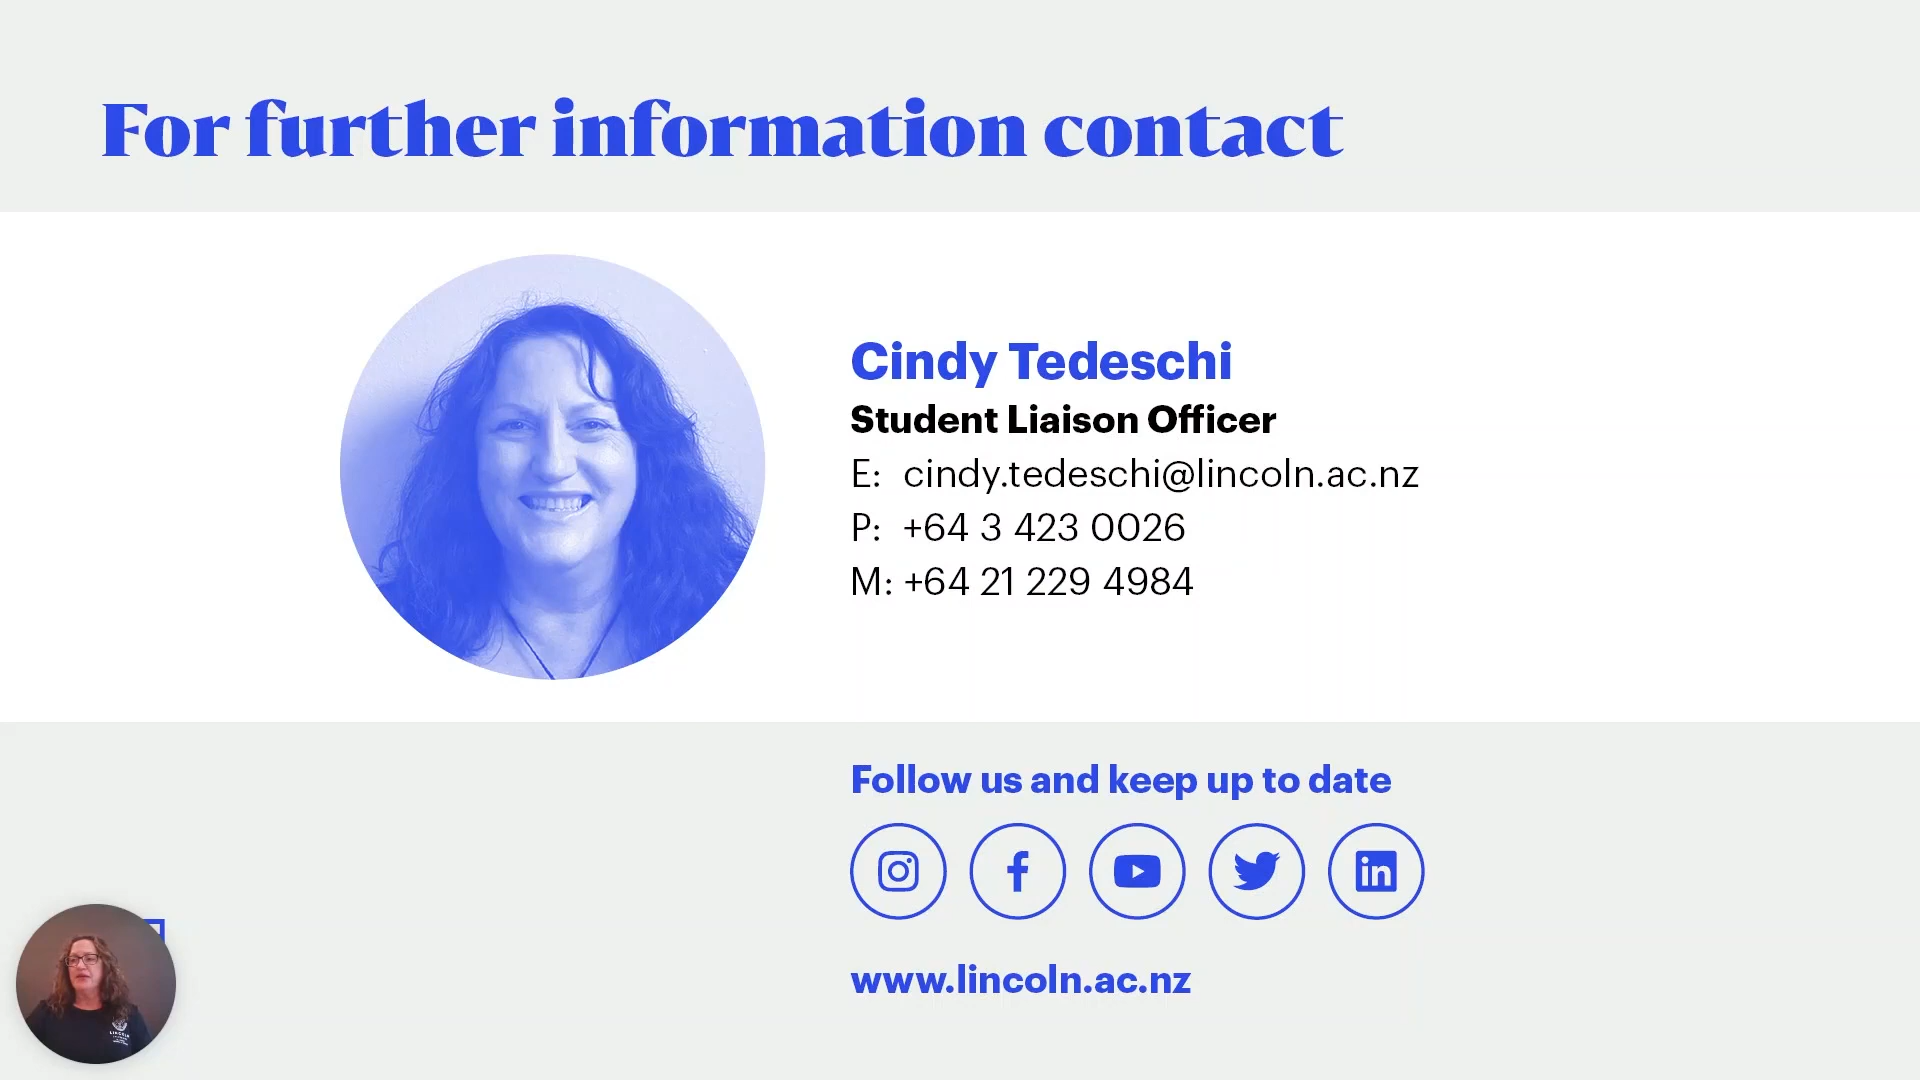 For further information contact
Cindy Tedeschi
Student Liaison Officer
E: cindy.tedeschi@lincoln.ac.nz
P: +64 3 423 0026
M: +64 21 229 4984
Follow us and keep up to date
www.lincoln.ac.nz
LINCOLN